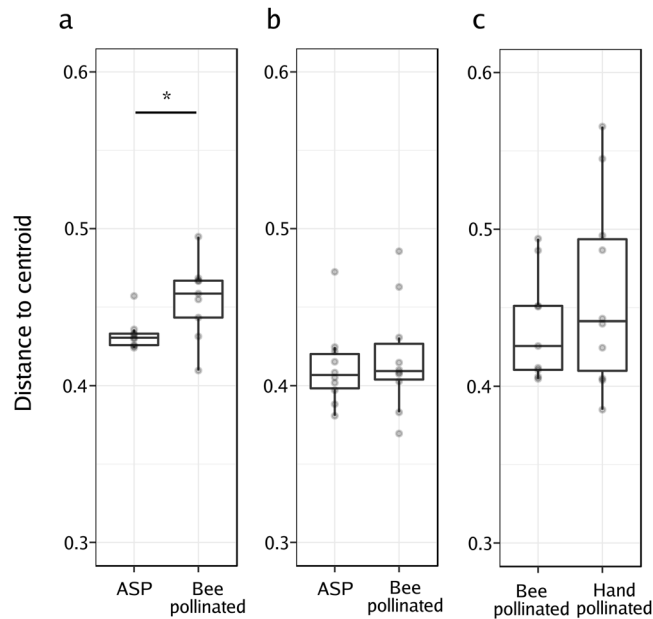 a
b
c
Distance to centroid
0.6
0.5
0.4
0.3
*
ASP
Bee
pollinated
0.6
0.5
0.4
0.3
ASP
Bee
pollinated
0.6
0.5
0.4
0.3
Bee
pollinated
Hand
pollinated